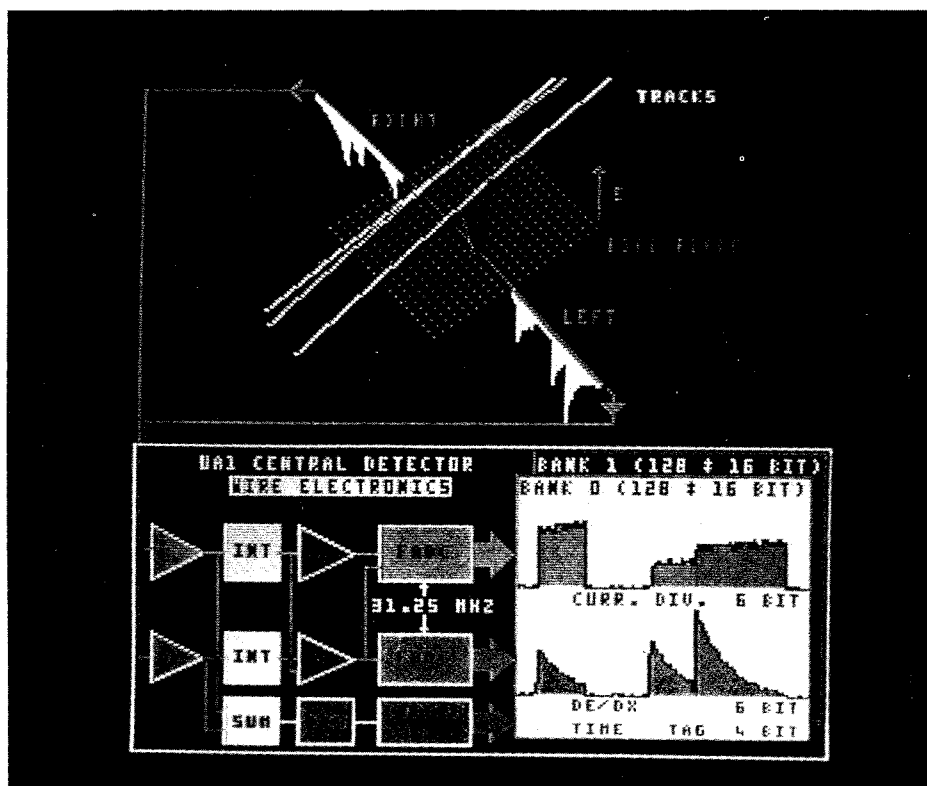 TRACKS
RIGHT
E
LEFT
UA1 CENTRAL DETECTOR
WIRE ELECTRONICS
BANK 1 (128 * 16 BIT)
BANK 0 (128 * 16 BIT)
INT
CURR. DIV. 6 BIT
31.25 MHZ
INT
DE/DX 6 BIT
SUM
TIME TAG 4 BIT